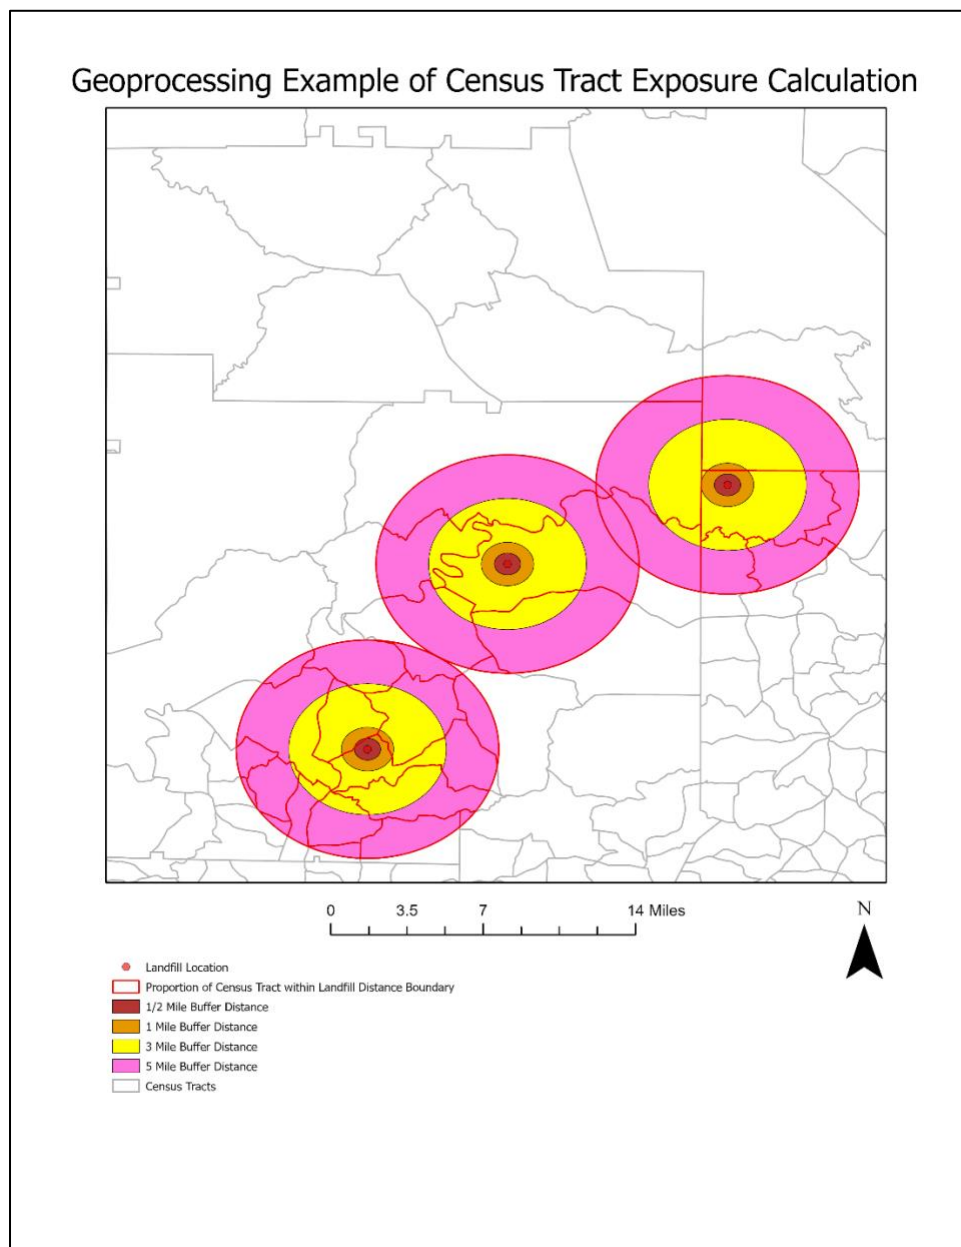 Geoprocessing Example of Census Tract Exposure Calculation
0 3.5 7 14 Miles
N
Landfill Location
Proportion of Census Tract within Landfill Distance Boundary
1/2 Mile Buffer Distance
1 Mile Buffer Distance
3 Mile Buffer Distance
5 Mile Buffer Distance
Census Tracts